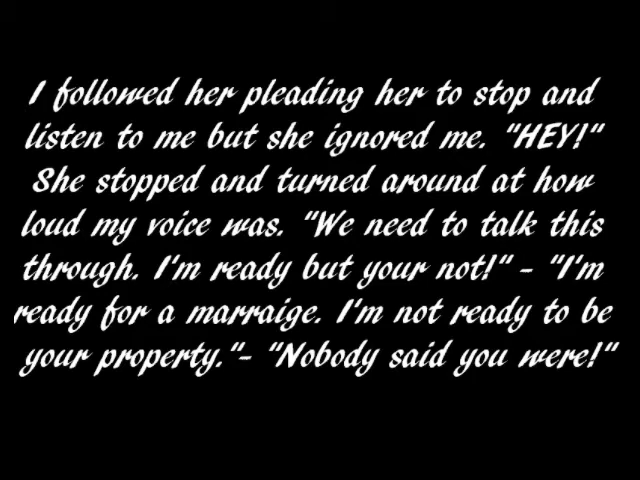 I followed her pleading her to stop and
listen to me but she ignored me. "HEY!"
She stopped and turned around at how
loud my voice was. "We need to talk this
through. I'm ready but your not!" - "I'm
ready for a marraige. I'm not ready to be
your property."- "Nobody said you were!"